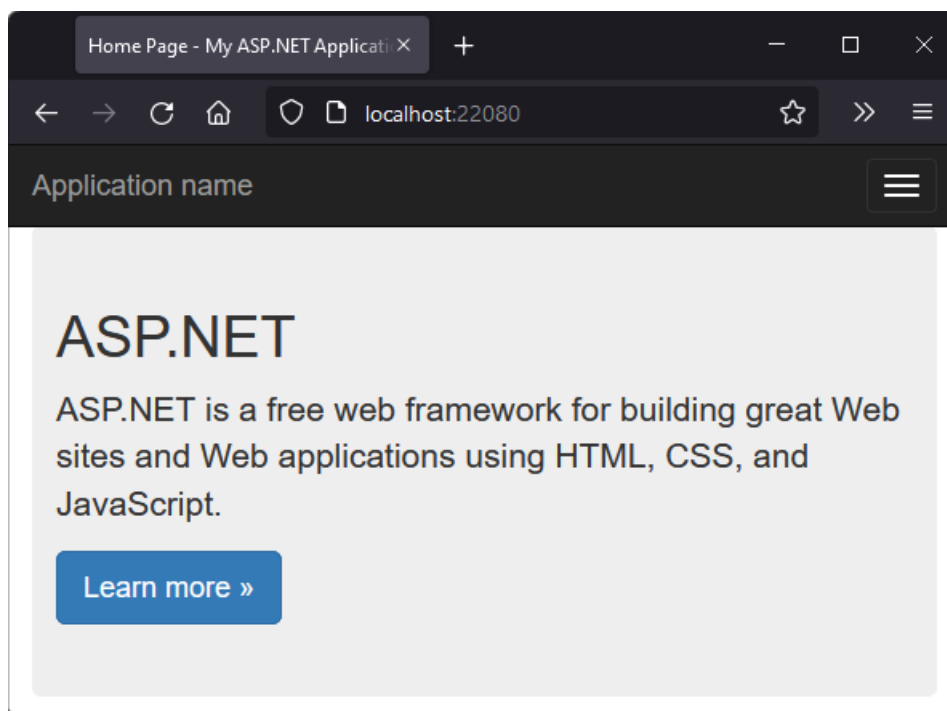 Home Page - My ASP.NET Applicati
localhost:22080
Application name
ASP.NET
ASP.NET is a free web framework for building great Web
sites and Web applications using HTML, CSS, and
JavaScript.
Learn more »